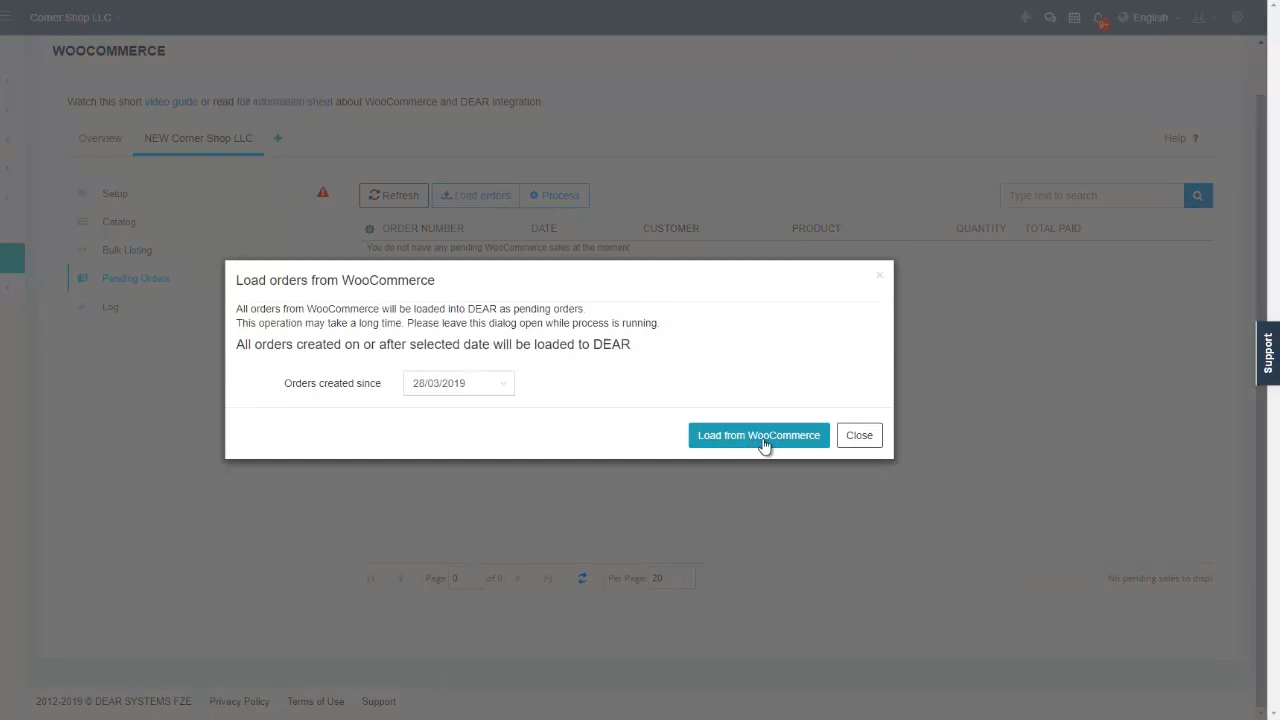 Corner Shop LLC
English
WOOCOMMERCE
Watch this short video guide or read full information sheet about WooCommerce and DEAR integration.
Overview NEW Corner Shop LLC + Help ?
Setup
Catalog
Bulk Listing
Pending Orders
Log
Refresh Load orders Process Type text to search
ORDER NUMBER DATE CUSTOMER PRODUCT QUANTITY TOTAL PAID
You do not have any pending WooCommerce sales at the moment
Load orders from WooCommerce ×
All orders from WooCommerce will be loaded into DEAR as pending orders.
This operation may take a long time. Please leave this dialog open while process is running.
All orders created on or after selected date will be loaded to DEAR
Orders created since 28/03/2019
Load from WooCommerce Close
Support
Page 0 of 0 Per Page: 20 No pending sales to displ
2012-2019 © DEAR SYSTEMS FZE Privacy Policy Terms of Use Support